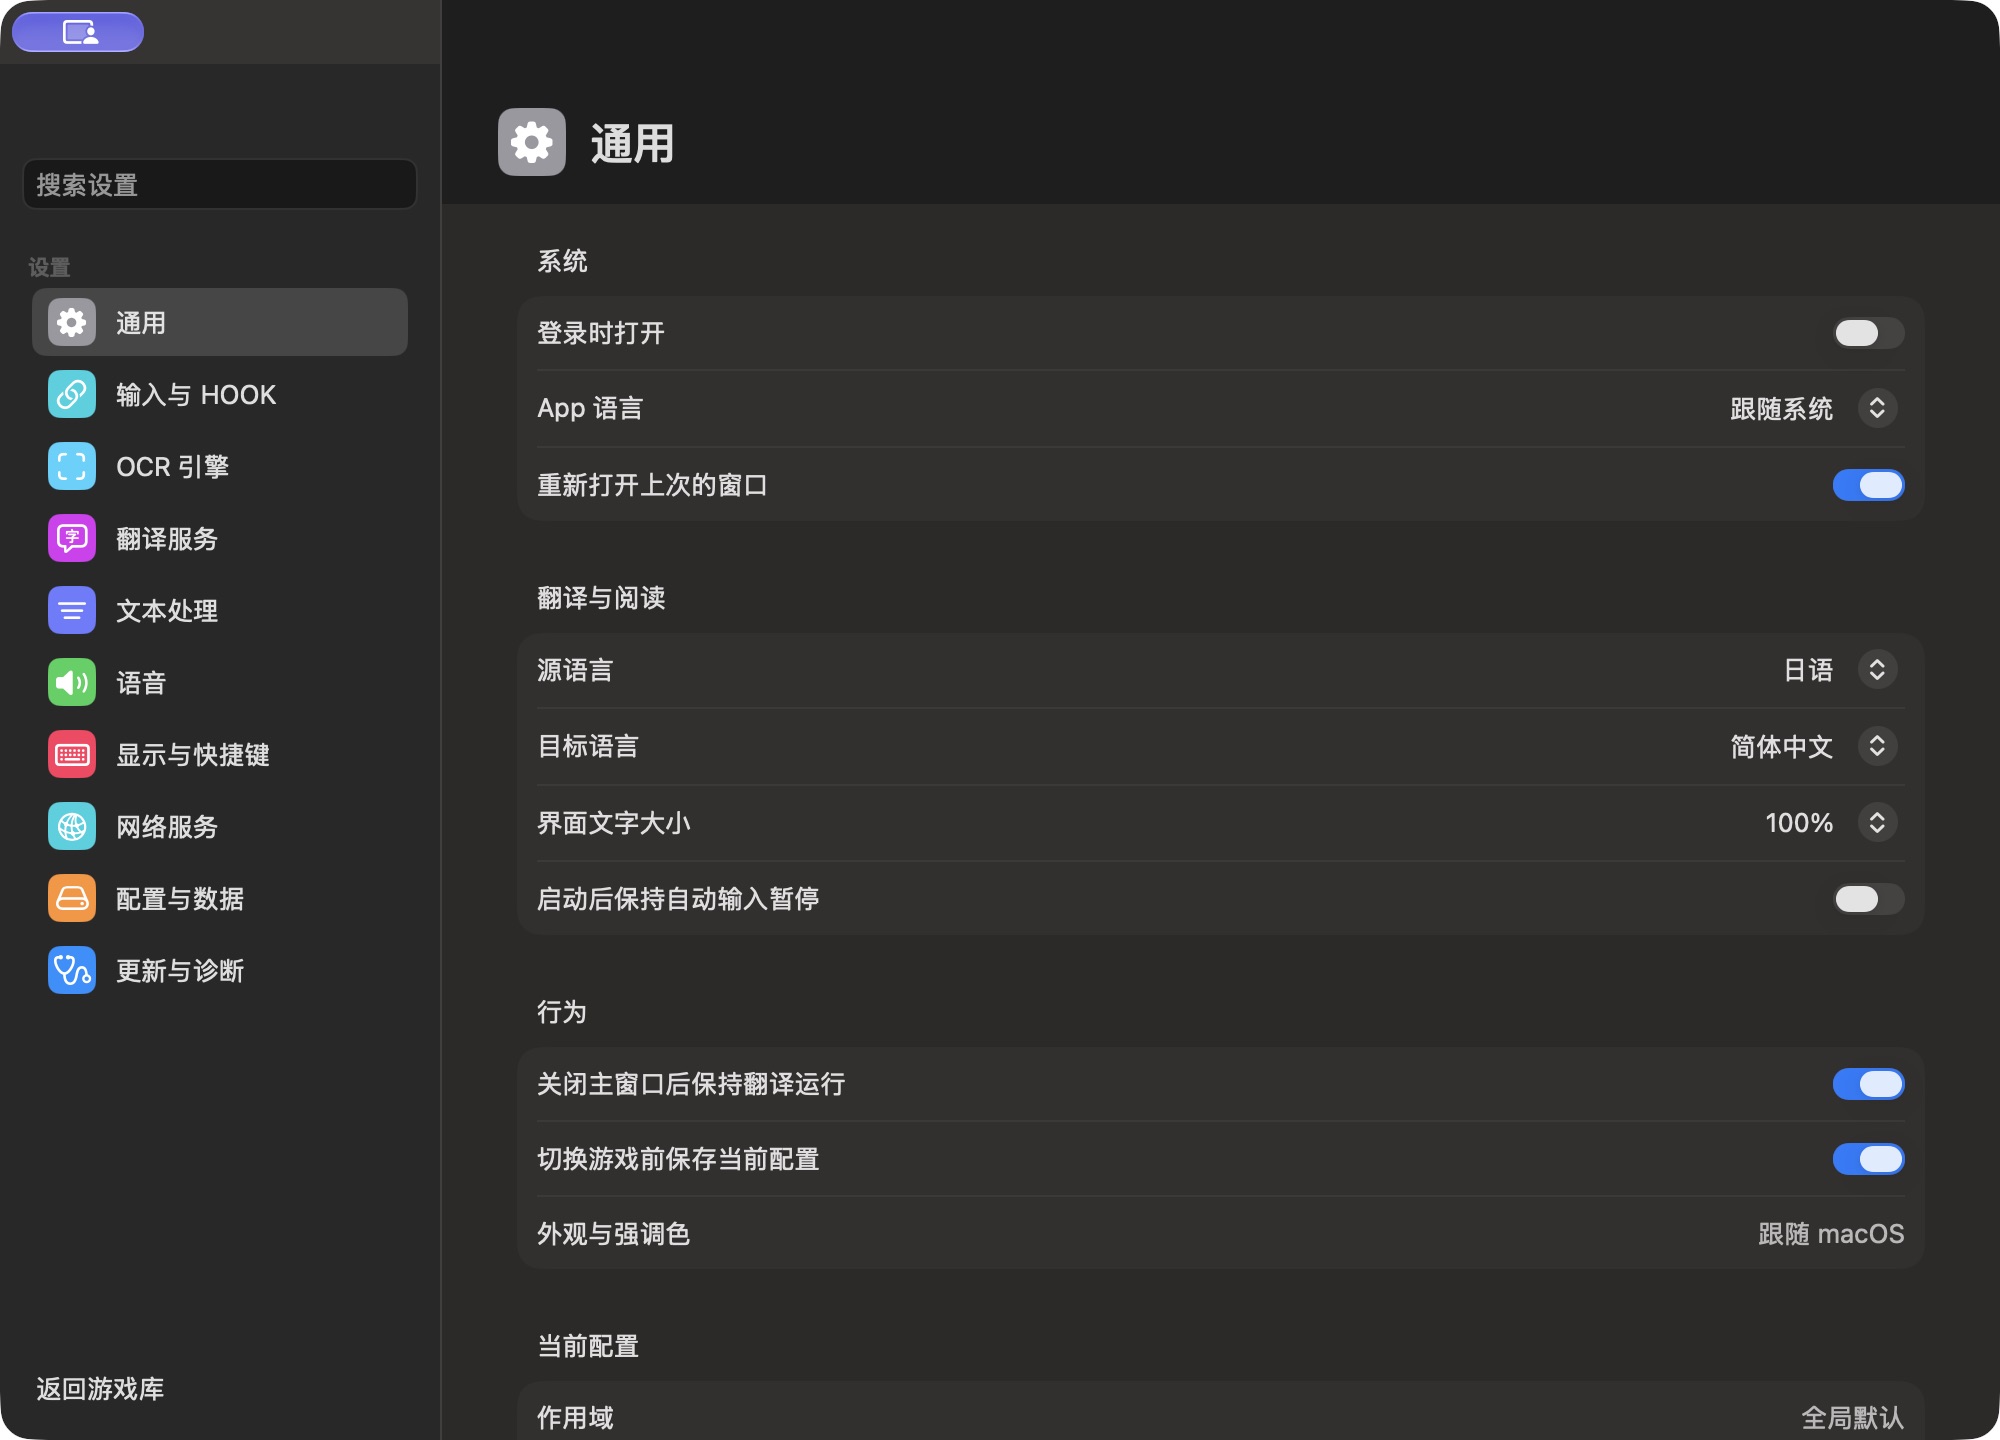 搜索设置
设置
通用
输入与 HOOK
OCR 引擎
字
翻译服务
文本处理
语音
显示与快捷键
网络服务
配置与数据
更新与诊断
返回游戏库
通用
系统
登录时打开
App 语言 跟随系统
重新打开上次的窗口
翻译与阅读
源语言 日语
目标语言 简体中文
界面文字大小 100%
启动后保持自动输入暂停
行为
关闭主窗口后保持翻译运行
切换游戏前保存当前配置
外观与强调色 跟随 macOS
当前配置
作用域 全局默认